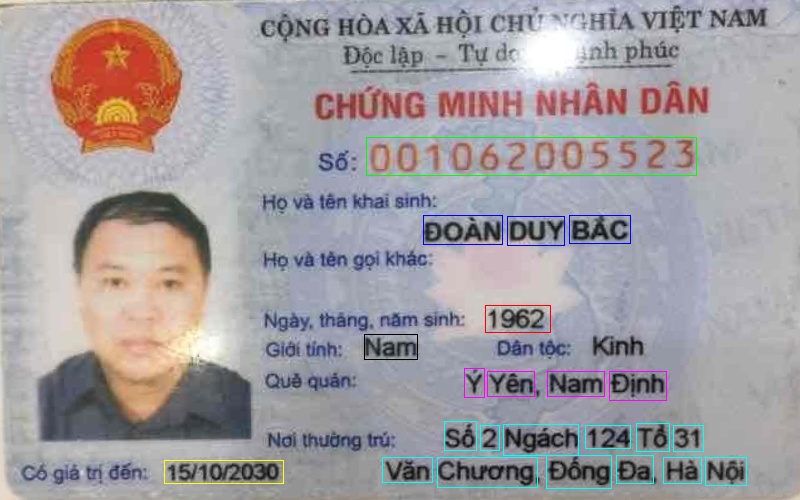 CỘNG HÒA XÃ HỘI CHỦ NGHĨA VIỆT NAM
Độc lập - Tự do hạnh phúc
CHỨNG MINH NHÂN DÂN
Số: 001062005523
Họ và tên khai sinh:
ĐOÀN DUY BẮC
Họ và tên gọi khác:
Ngày, tháng, năm sinh: 1962
Giới tính: Nam Dân tộc: Kinh
Quê quán: Ý Yên, Nam Định
Nơi thường trú: Số 2 Ngách 124 Tổ 31
Có giá trị đến: 15/10/2030 Văn Chương, Đống Đa, Hà Nội